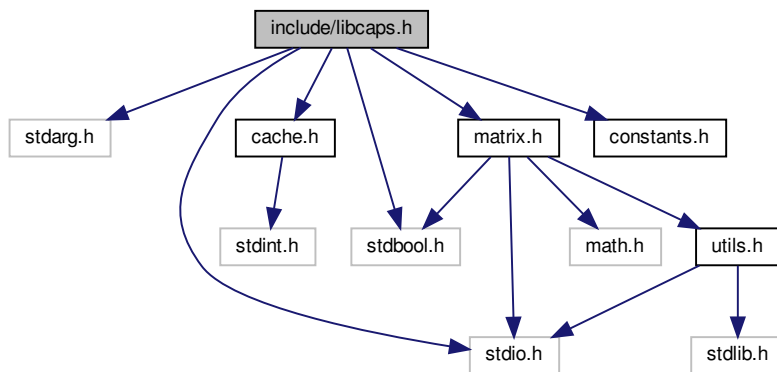 include/libcaps.h
stdarg.h
cache.h
matrix.h
constants.h
stdint.h
stdbool.h
math.h
utils.h
stdio.h
stdlib.h